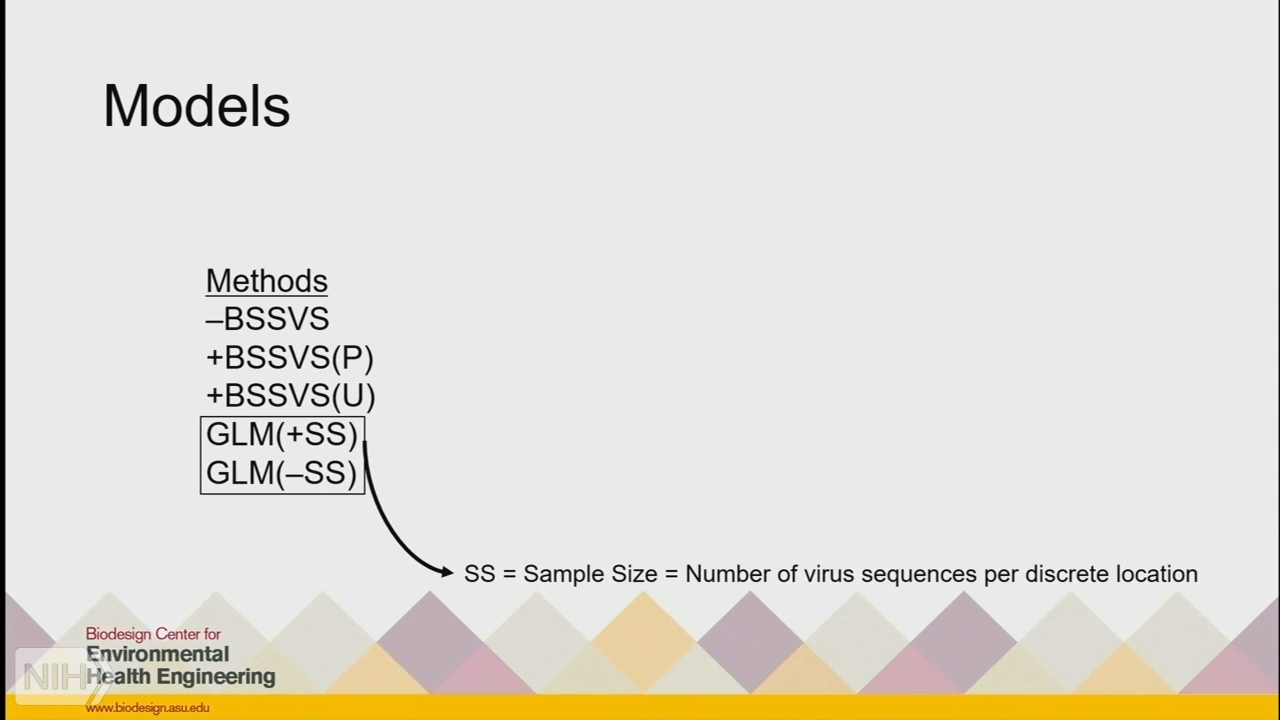 Models
Methods
–BSSVS
+BSSVS(P)
+BSSVS(U)
GLM(+SS)
GLM(–SS)
SS = Sample Size = Number of virus sequences per discrete location
Biodesign Center for
Environmental
Health Engineering
NIH
www.biodesign.asu.edu